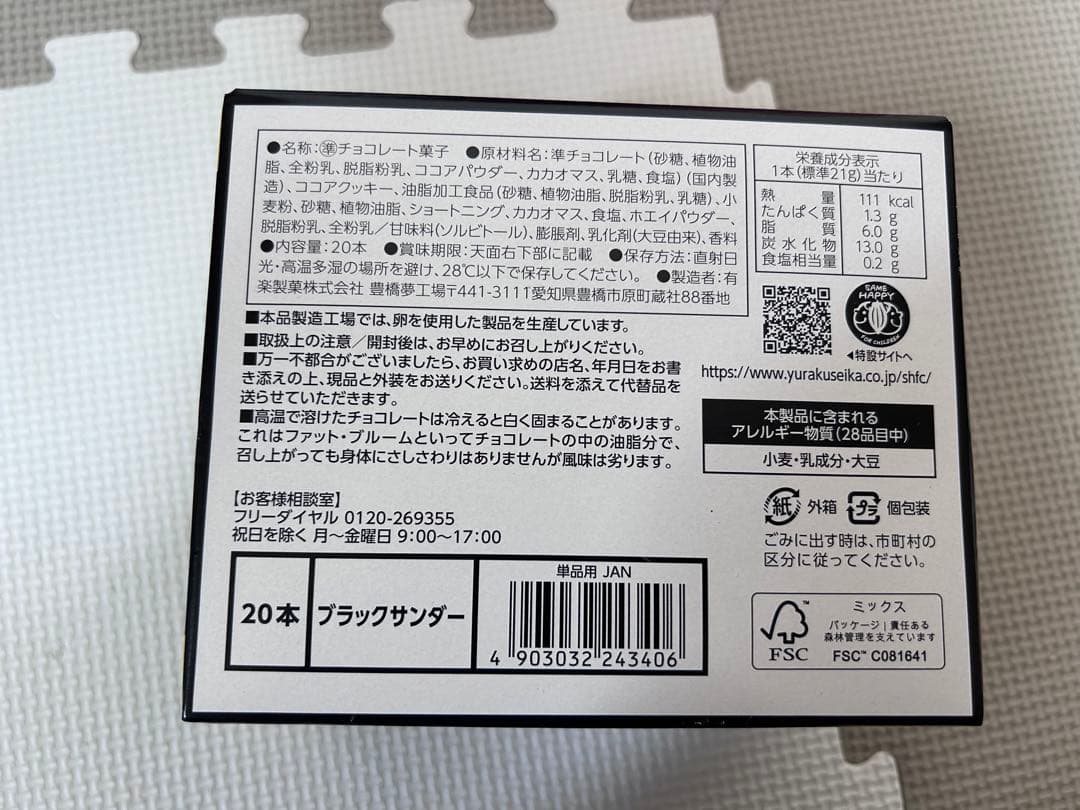 ●名称:㊜チョコレート菓子 ●原材料名:準チョコレート(砂糖、植物油
脂、全粉乳、脱脂粉乳、ココアパウダー、カカオマス、乳糖、食塩)(国内製
造)、ココアクッキー、油脂加工食品(砂糖、植物油脂、脱脂粉乳、乳糖)、小
麦粉、砂糖、植物油脂、ショートニング、カカオマス、食塩、ホエイパウダー、
脱脂粉乳、全粉乳/甘味料(ソルビトール)、膨脹剤、乳化剤(大豆由来)、香料
●内容量:20本 ●賞味期限:天面右下部に記載 ●保存方法:直射日
光・高温多湿の場所を避け、28℃以下で保存してください。 ●製造者:有
楽製菓株式会社 豊橋夢工場〒441-3111愛知県豊橋市原町蔵社88番地
■本品製造工場では、卵を使用した製品を生産しています。
■取扱上の注意/開封後は、お早めにお召し上がりください。
■万一不都合がございましたら、お買い求めの店名、年月日をお書
き添えの上、現品と外装をお送りください。送料を添えて代替品を
送らせていただきます。
■高温で溶けたチョコレートは冷えると白く固まることがあります。
これはファット・ブルームといってチョコレートの中の油脂分で、
召し上がっても身体にさしさわりはありませんが風味は劣ります。
【お客様相談室】
フリーダイヤル 0120-269355
祝日を除く 月〜金曜日 9:00〜17:00
20本
ブラックサンダー
単品用 JAN
4 903032 243406
栄養成分表示
1本(標準21g)当たり
熱量 111 kcal
たんぱく質 1.3 g
脂質 6.0 g
炭水化物 13.0 g
食塩相当量 0.2 g
SAME HAPPY
FOR CHILDREN
◀特設サイトへ
https://www.yurakuseika.co.jp/shfc/
本製品に含まれる
アレルギー物質(28品目中)
小麦・乳成分・大豆
紙 外箱 プラ 個包装
ごみに出す時は、市町村の
区分に従ってください。
FSC
ミックス
パッケージ|責任ある
森林管理を支えています
FSC™ C081641